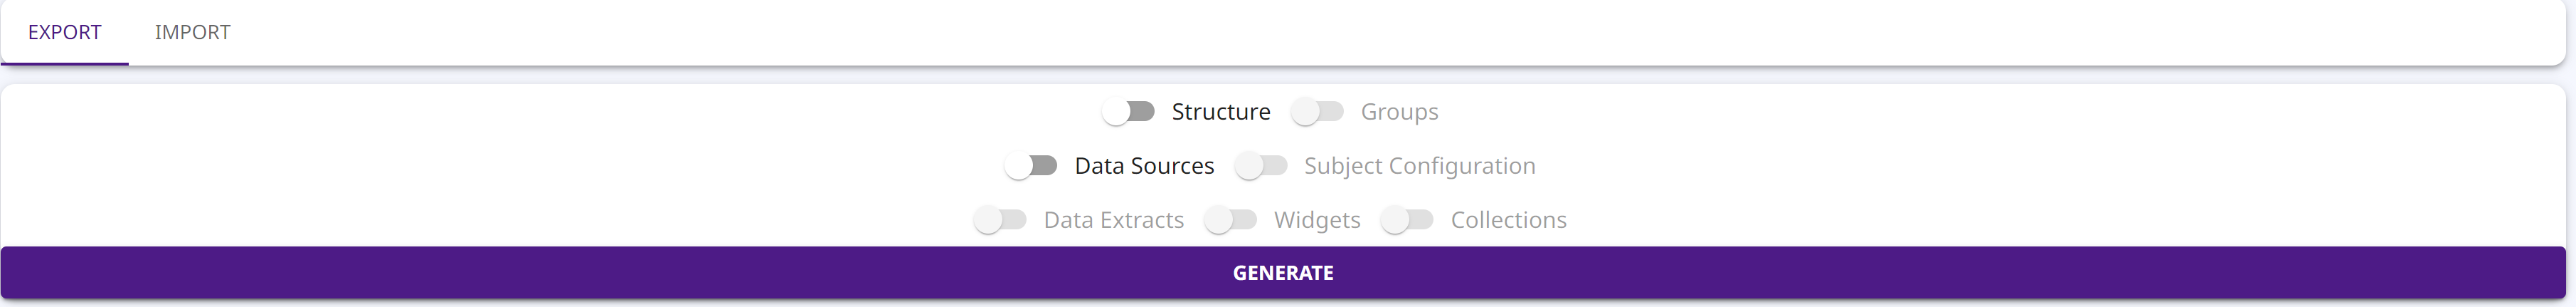 EXPORT IMPORT
Structure Groups
Data Sources Subject Configuration
Data Extracts Widgets Collections
GENERATE